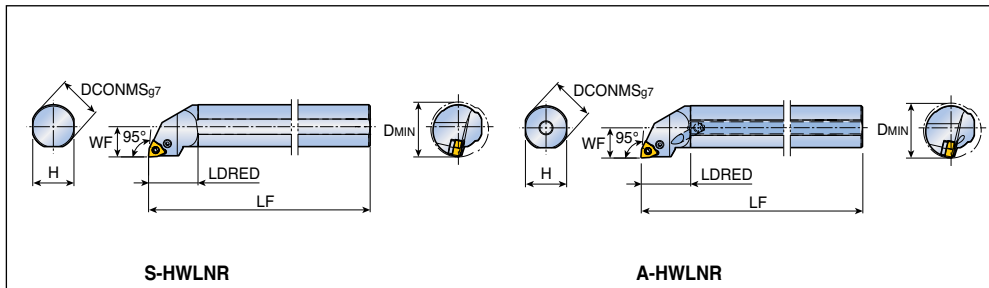 DCONMSg7
WF
95°
H
LDRED
LF
DMIN
S-HWLNR
DCONMSg7
WF
95°
H
LDRED
LF
DMIN
A-HWLNR